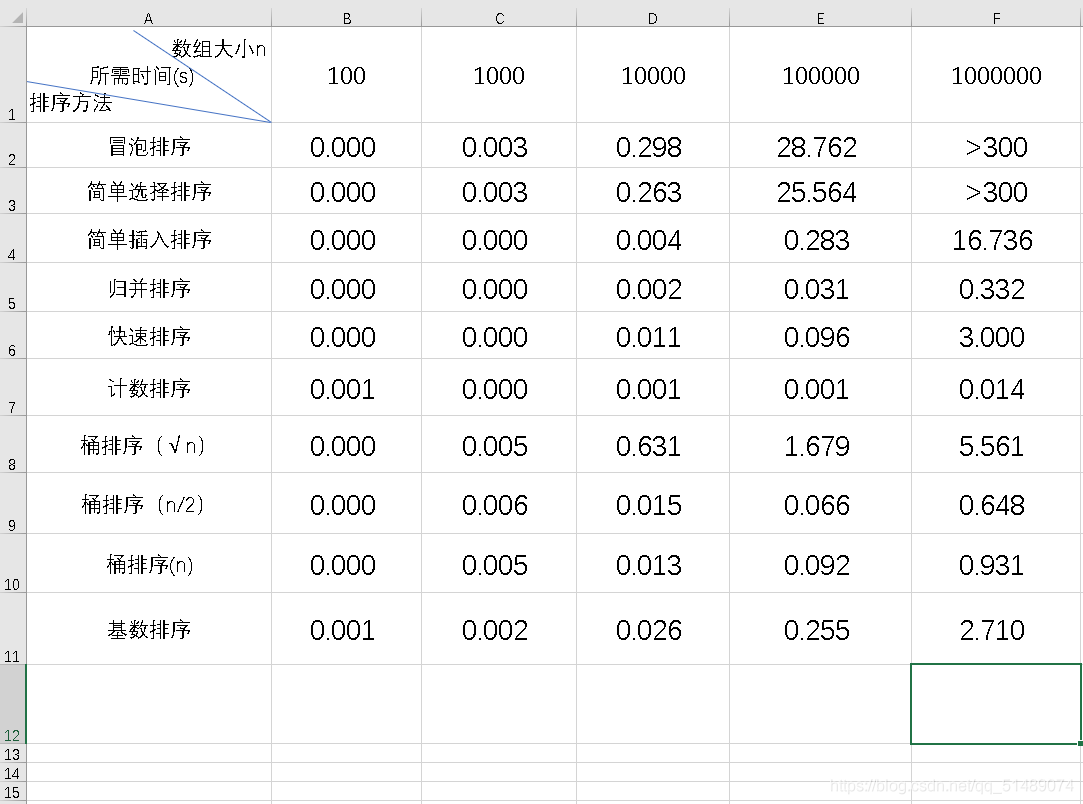 A B C D E F
数组大小n
所需时间(s)
排序方法
1 100 1000 10000 100000 1000000
2 冒泡排序 0.000 0.003 0.298 28.762 >300
3 简单选择排序 0.000 0.003 0.263 25.564 >300
4 简单插入排序 0.000 0.000 0.004 0.283 16.736
5 归并排序 0.000 0.000 0.002 0.031 0.332
6 快速排序 0.000 0.000 0.011 0.096 3.000
7 计数排序 0.001 0.000 0.001 0.001 0.014
8 桶排序（√n） 0.000 0.005 0.631 1.679 5.561
9 桶排序（n/2） 0.000 0.006 0.015 0.066 0.648
10 桶排序(n) 0.000 0.005 0.013 0.092 0.931
11 基数排序 0.001 0.002 0.026 0.255 2.710
12
13
14
15
https://blog.csdn.net/qq_51489074